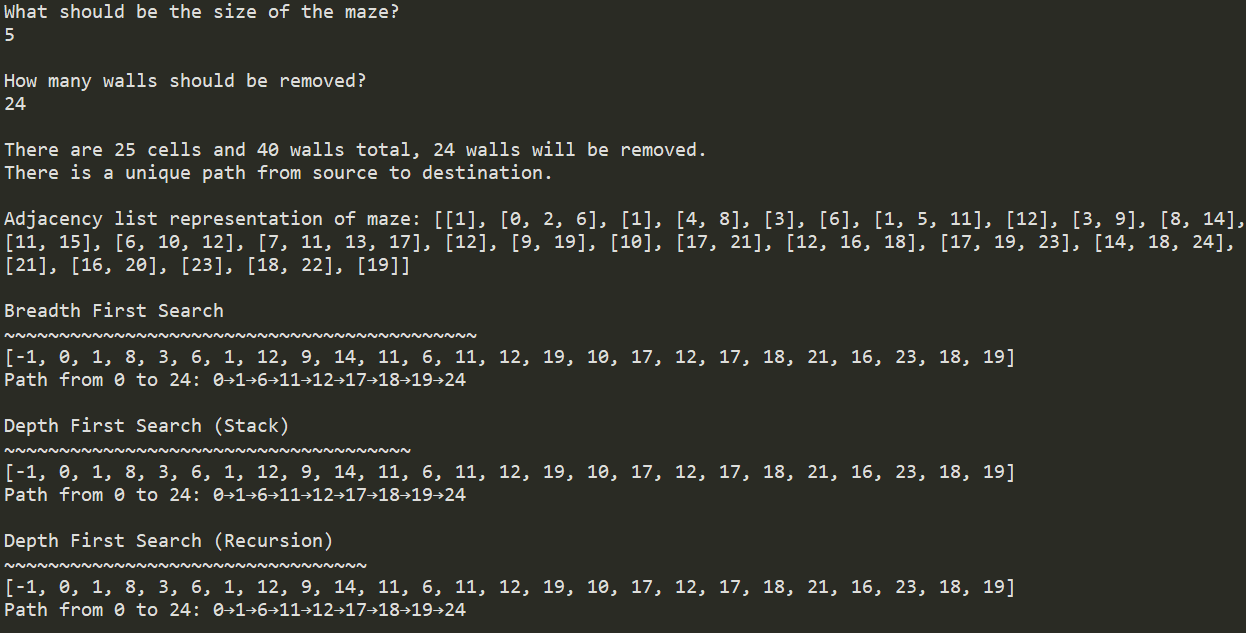 What should be the size of the maze?
5
How many walls should be removed?
24
There are 25 cells and 40 walls total, 24 walls will be removed.
There is a unique path from source to destination.
Adjacency list representation of maze: [[1], [0, 2, 6], [1], [4, 8], [3], [6], [1, 5, 11], [12], [3, 9], [8, 14],
[11, 15], [6, 10, 12], [7, 11, 13, 17], [12], [9, 19], [10], [17, 21], [12, 16, 18], [17, 19, 23], [14, 18, 24],
[21], [16, 20], [23], [18, 22], [19]]
Breadth First Search
~~~~~~~~~~~~~~~~~~~~~~~~~~~~~~~~~~~~~~~~~~~
[-1, 0, 1, 8, 3, 6, 1, 12, 9, 14, 11, 6, 11, 12, 19, 10, 17, 12, 17, 18, 21, 16, 23, 18, 19]
Path from 0 to 24: 0→1→6→11→12→17→18→19→24
Depth First Search (Stack)
~~~~~~~~~~~~~~~~~~~~~~~~~~~~~~~~~~~~~
[-1, 0, 1, 8, 3, 6, 1, 12, 9, 14, 11, 6, 11, 12, 19, 10, 17, 12, 17, 18, 21, 16, 23, 18, 19]
Path from 0 to 24: 0→1→6→11→12→17→18→19→24
Depth First Search (Recursion)
~~~~~~~~~~~~~~~~~~~~~~~~~~~~~~~~~
[-1, 0, 1, 8, 3, 6, 1, 12, 9, 14, 11, 6, 11, 12, 19, 10, 17, 12, 17, 18, 21, 16, 23, 18, 19]
Path from 0 to 24: 0→1→6→11→12→17→18→19→24